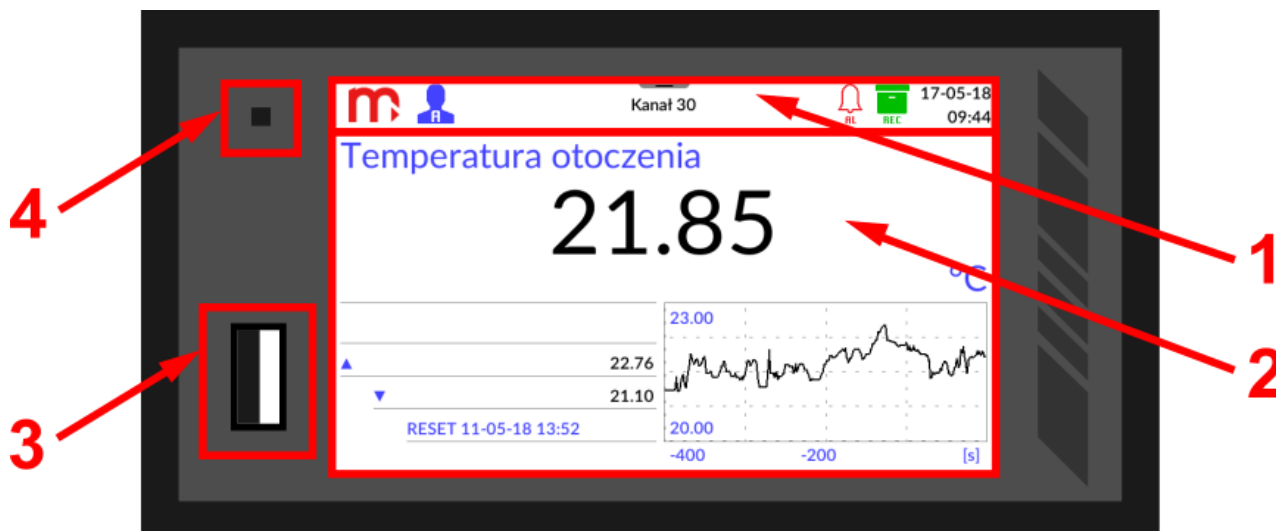 m
Kanał 30
AL
REC
17-05-18
09:44
Temperatura otoczenia
21.85
°C
22.76
21.10
RESET 11-05-18 13:52
23.00
20.00
-400 -200 [s]
4
3
1
2